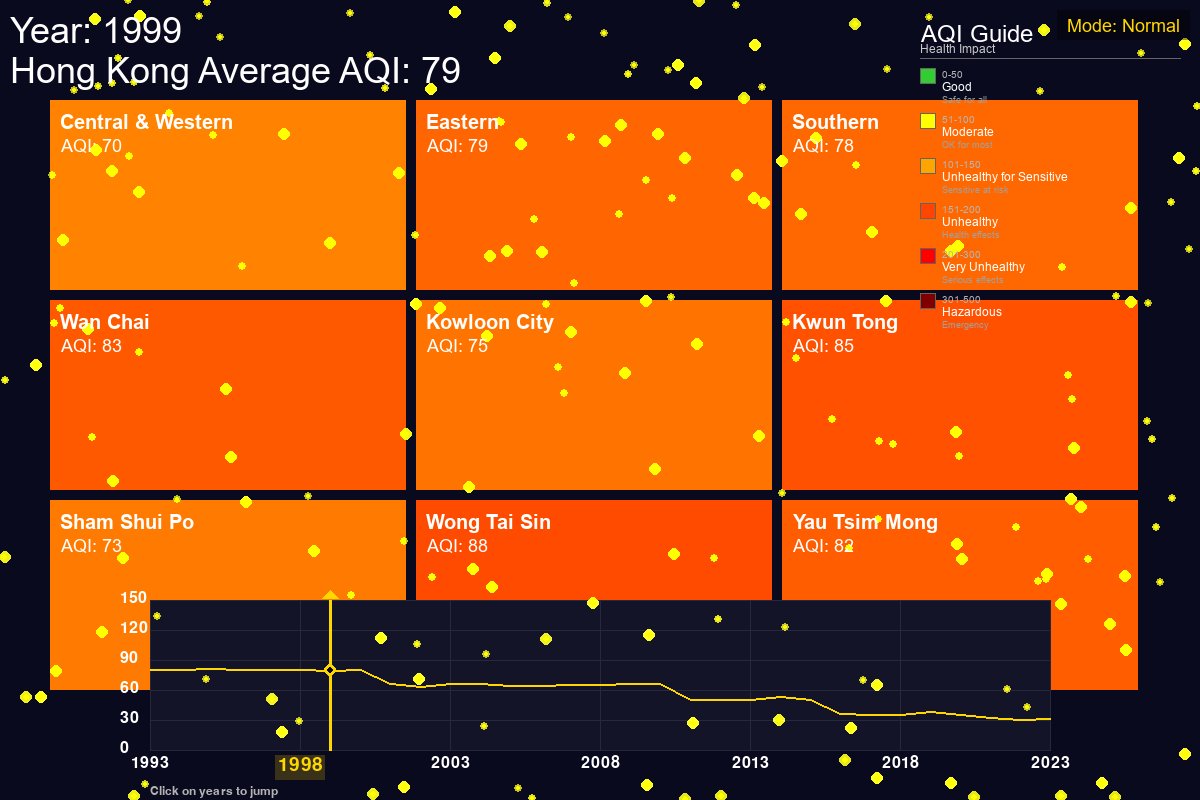 Year: 1999
Hong Kong Average AQI: 79
Mode: Normal
AQI Guide
Health Impact
0-50
Good
Safe for all
51-100
Moderate
OK for most
101-150
Unhealthy for Sensitive
Sensitive at risk
151-200
Unhealthy
Health effects
201-300
Very Unhealthy
Serious effects
301-500
Hazardous
Emergency
Central & Western
AQI: 70
Eastern
AQI: 79
Southern
AQI: 78
Wan Chai
AQI: 83
Kowloon City
AQI: 75
Kwun Tong
AQI: 85
Sham Shui Po
AQI: 73
Wong Tai Sin
AQI: 88
Yau Tsim Mong
AQI: 82
150
120
90
60
30
0
1993 1998 2003 2008 2013 2018 2023
Click on years to jump